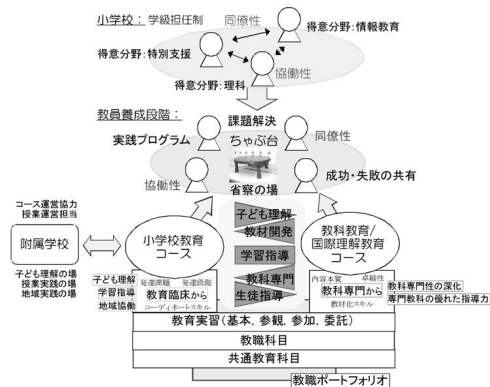 小学校：学級担任制
同僚性
得意分野：情報教育
得意分野：特別支援
協働性
得意分野：理科
教員養成段階：
課題解決
実践プログラム
ちゃぶ台
同僚性
協働性
成功・失敗の共有
省察の場
コース運営協力
授業運営担当
附属学校
子ども理解の場
授業実践の場
地域実践の場
小学校教育
コース
子ども理解
教材開発
学習指導
教科専門
生徒指導
教科教育/
国際理解教育
コース
子ども理解
学習指導
地域協働
発達課題 発達段階
教育臨床から
コーディネートスキル
内容本質 卓越性
教科専門から
教材化スキル
教科専門性の深化
専門教科の優れた指導力
教育実習（基本，参観，参加，委託）
教職科目
共通教育科目
教職ポートフォリオ